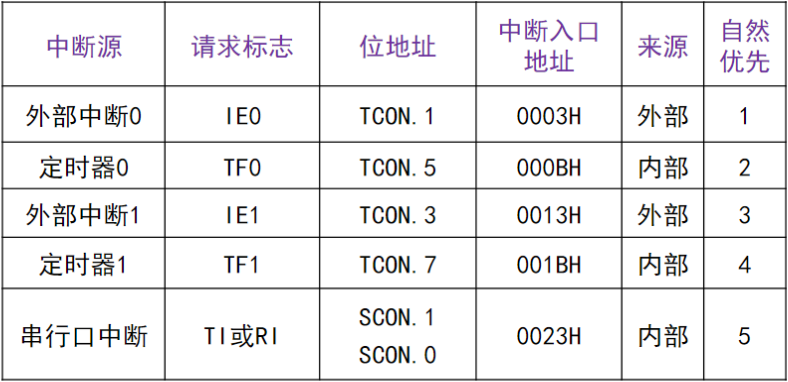 中断源 请求标志 位地址 中断入口 来源 自然
地址 优先
外部中断0 IE0 TCON.1 0003H 外部 1
定时器0 TF0 TCON.5 000BH 内部 2
外部中断1 IE1 TCON.3 0013H 外部 3
定时器1 TF1 TCON.7 001BH 内部 4
串行口中断 TI或RI SCON.1 0023H 内部 5
SCON.0